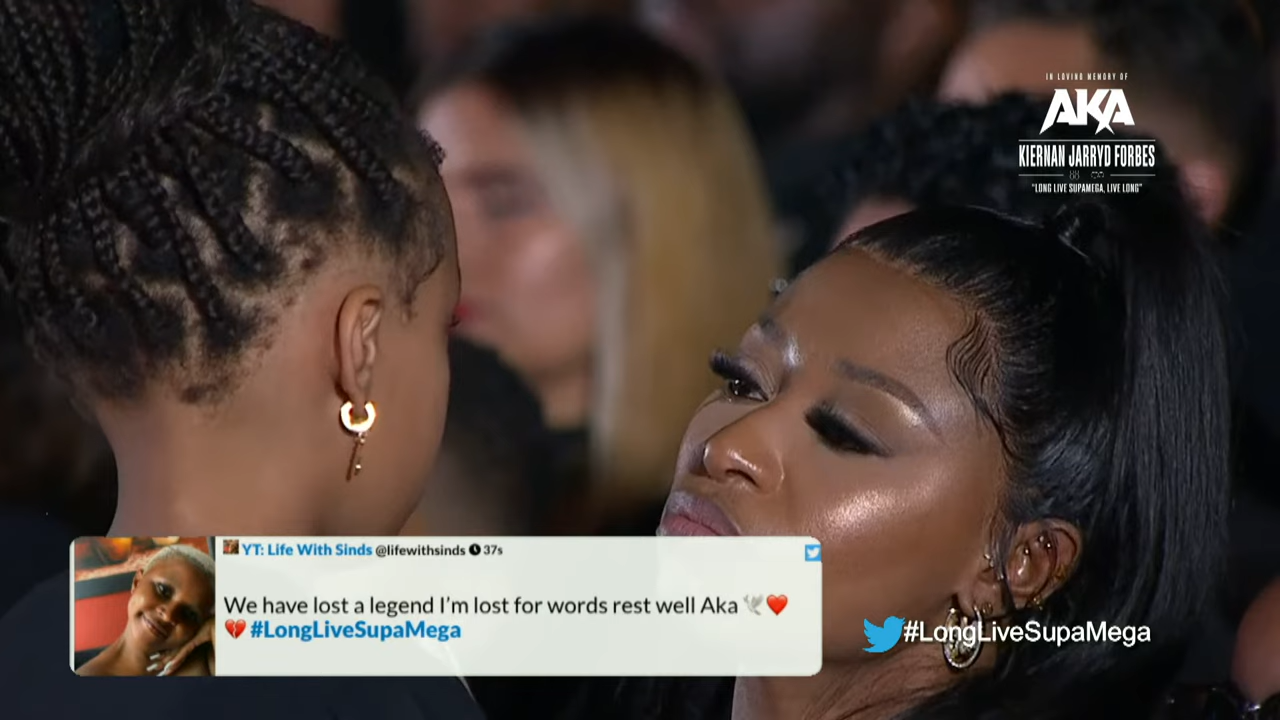 IN LOVING MEMORY OF
AKA
KIERNAN JARRYD FORBES
"LONG LIVE SUPAMEGA, LIVE LONG"
YT: Life With Sinds @lifewithsinds 37s
We have lost a legend I'm lost for words rest well Aka 🕊️❤️
💔 #LongLiveSupaMega
#LongLiveSupaMega